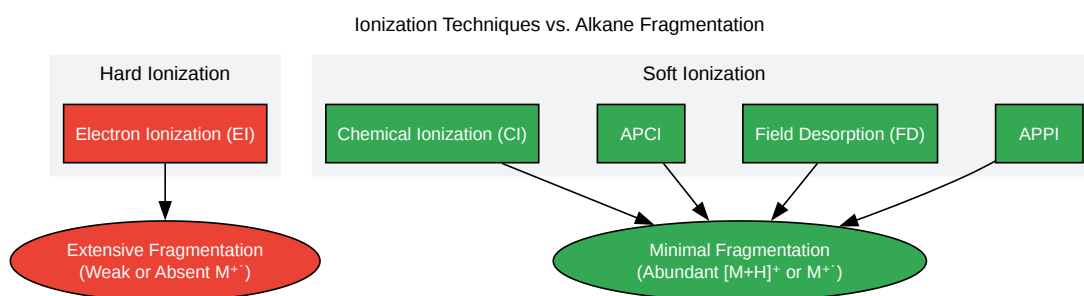 Ionization Techniques vs. Alkane Fragmentation
Hard Ionization
Soft Ionization
Electron Ionization (EI)
Chemical Ionization (CI)
APCI
Field Desorption (FD)
APPI
Extensive Fragmentation
(Weak or Absent M⁺˙)
Minimal Fragmentation
(Abundant [M+H]⁺ or M⁺˙)